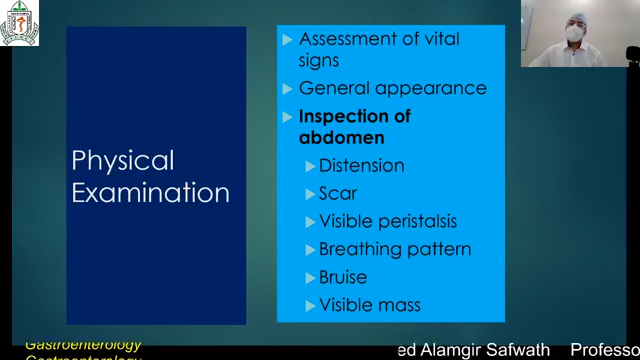 Physical
Examination
Assessment of vital
signs
General appearance
Inspection of
abdomen
Distension
Scar
Visible peristalsis
Breathing pattern
Bruise
Visible mass
Gastroenterology
Gastroenterology
ed Alamgir Safwath Professo